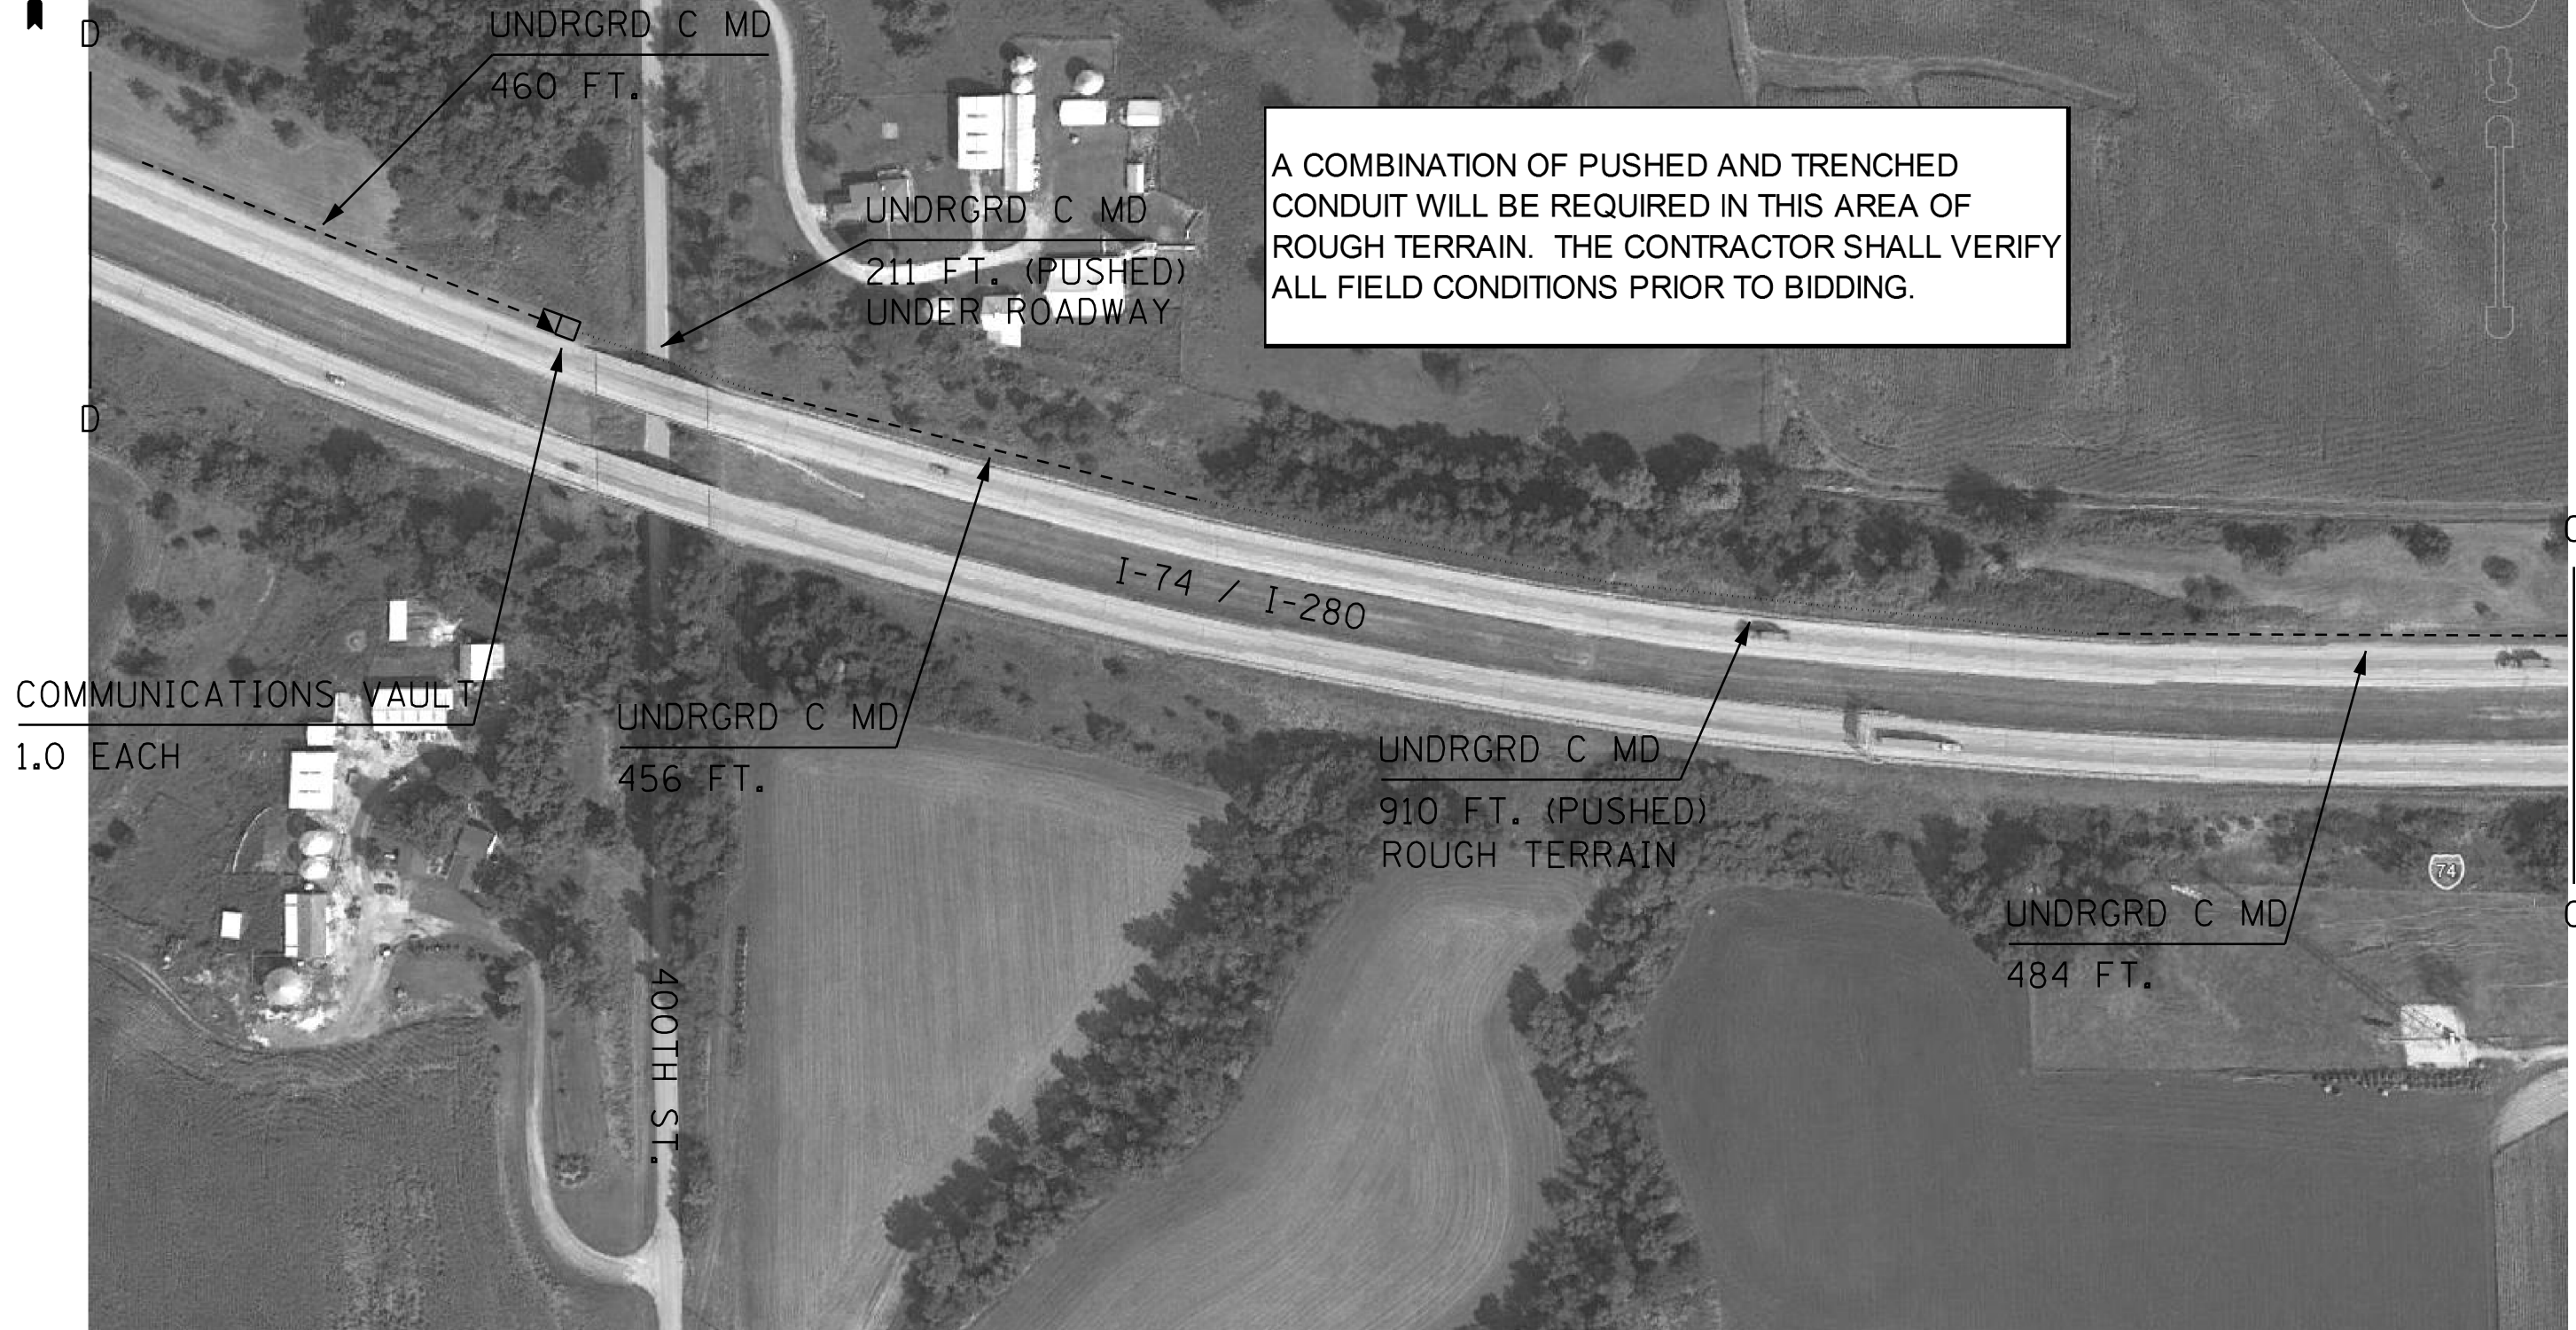 D
UNDRGRD C MD
460 FT.
UNDRGRD C MD
211 FT. (PUSHED)
UNDER ROADWAY
A COMBINATION OF PUSHED AND TRENCHED
CONDUIT WILL BE REQUIRED IN THIS AREA OF
ROUGH TERRAIN. THE CONTRACTOR SHALL VERIFY
ALL FIELD CONDITIONS PRIOR TO BIDDING.
D
I-74 / I-280
COMMUNICATIONS VAULT
1.0 EACH
UNDRGRD C MD
456 FT.
UNDRGRD C MD
910 FT. (PUSHED)
ROUGH TERRAIN
74
UNDRGRD C MD
484 FT.
400TH ST.